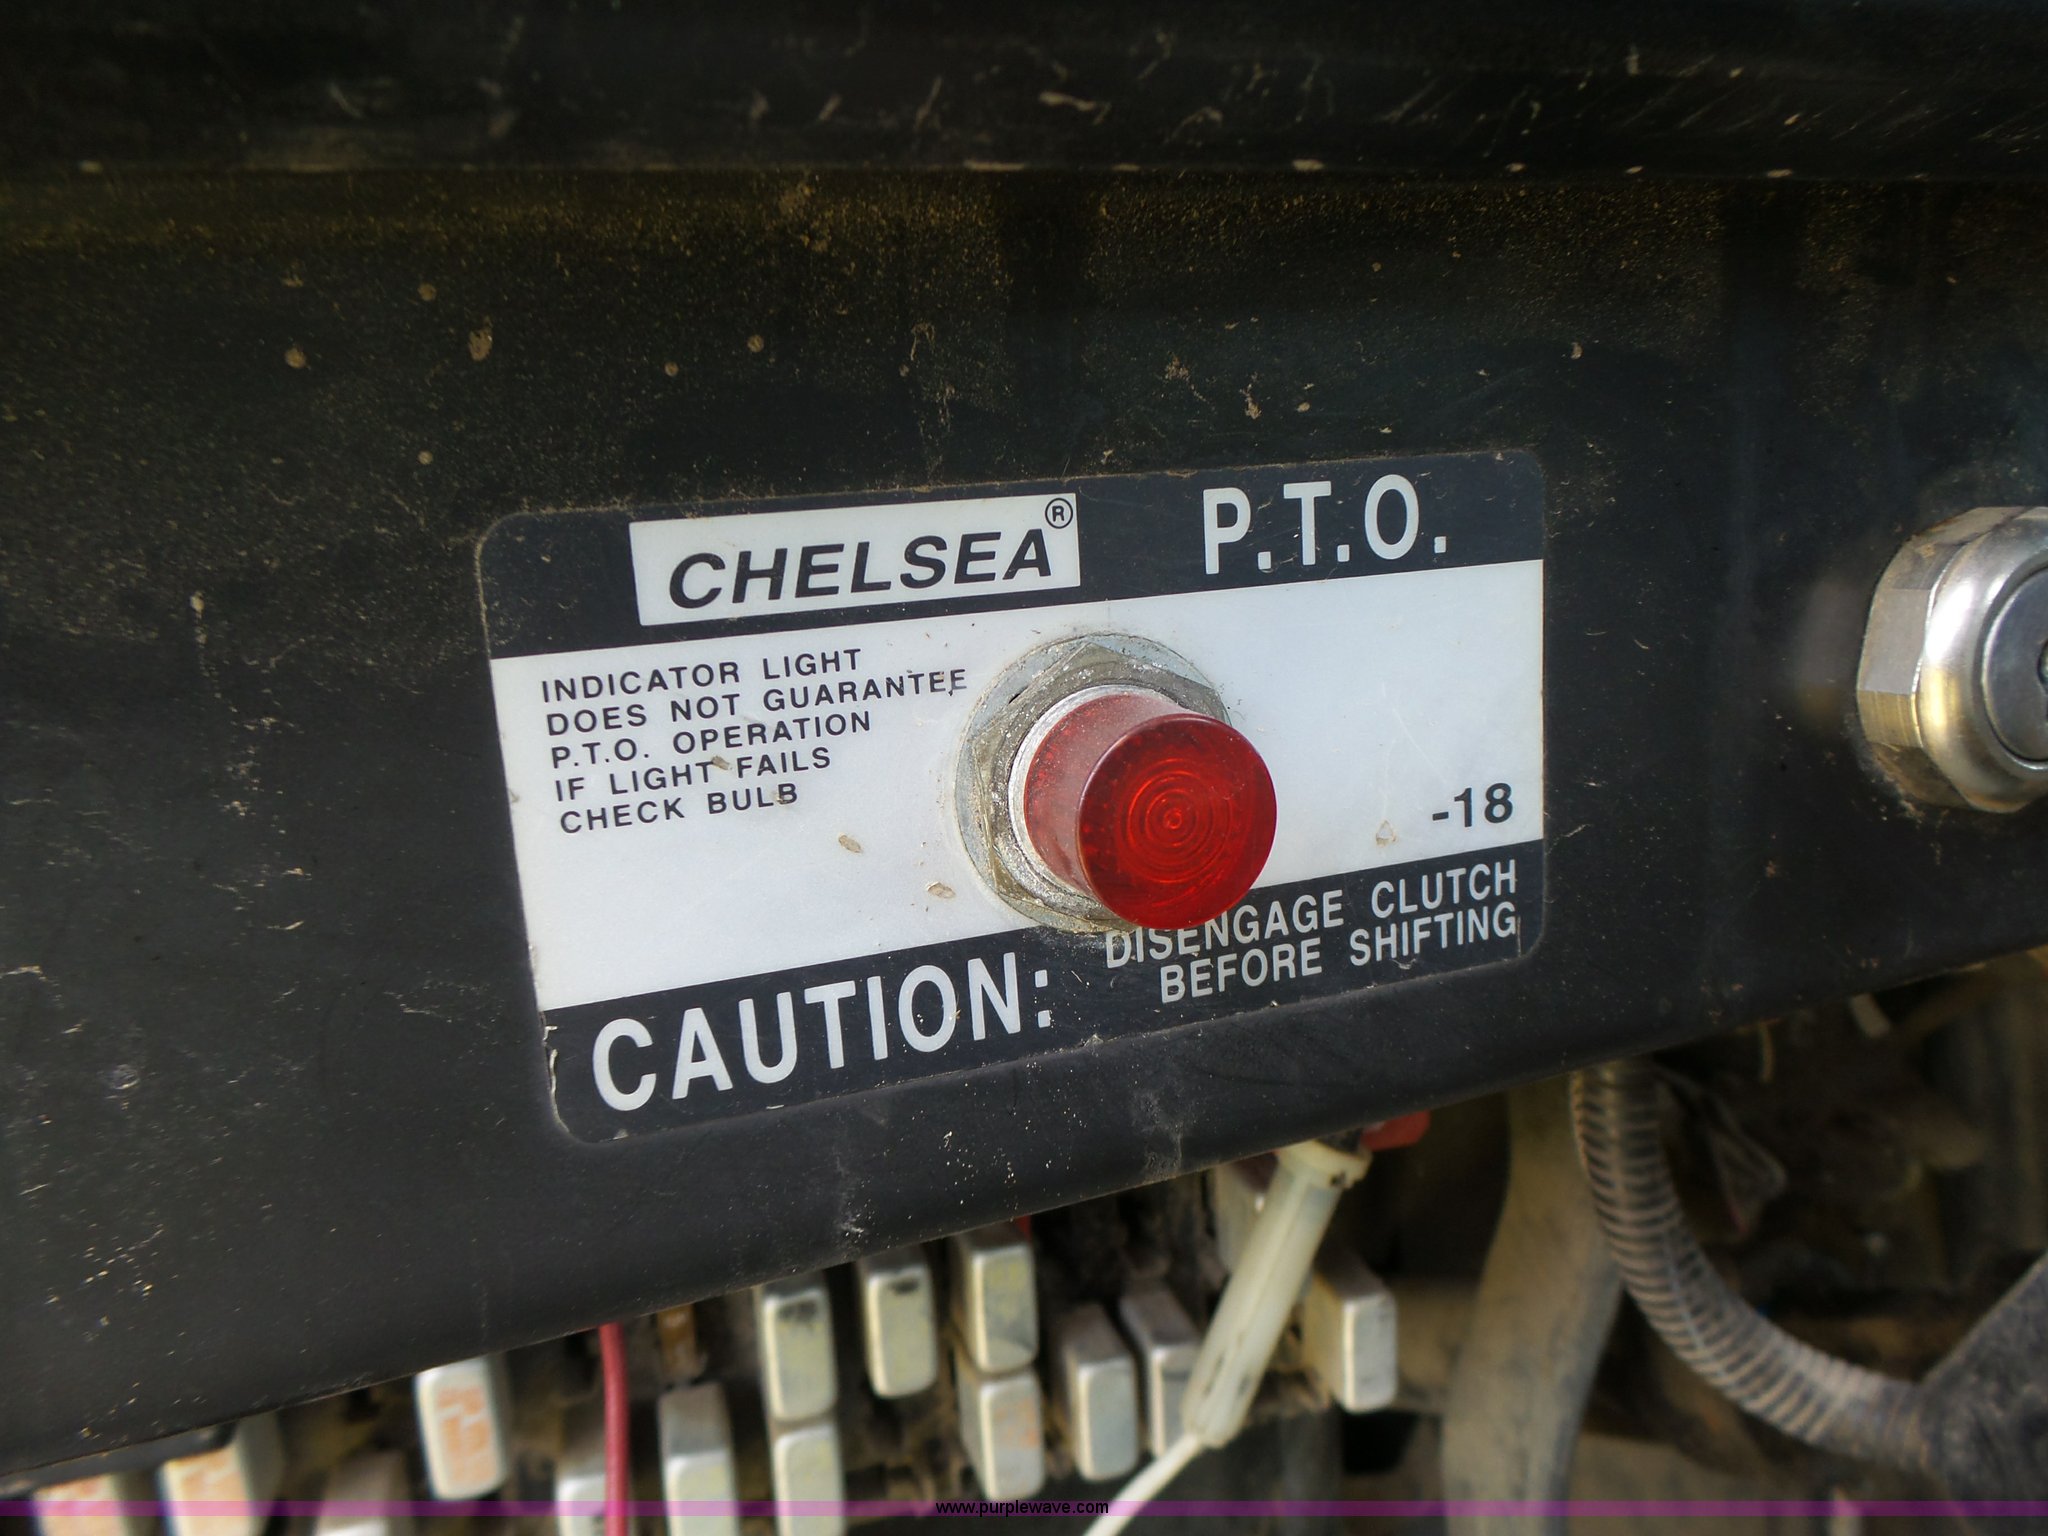 CHELSEA®
P.T.O.
INDICATOR LIGHT
DOES NOT GUARANTEE
P.T.O. OPERATION
IF LIGHT FAILS
CHECK BULB
-18
CAUTION:
DISENGAGE CLUTCH
BEFORE SHIFTING
www.purplewave.com